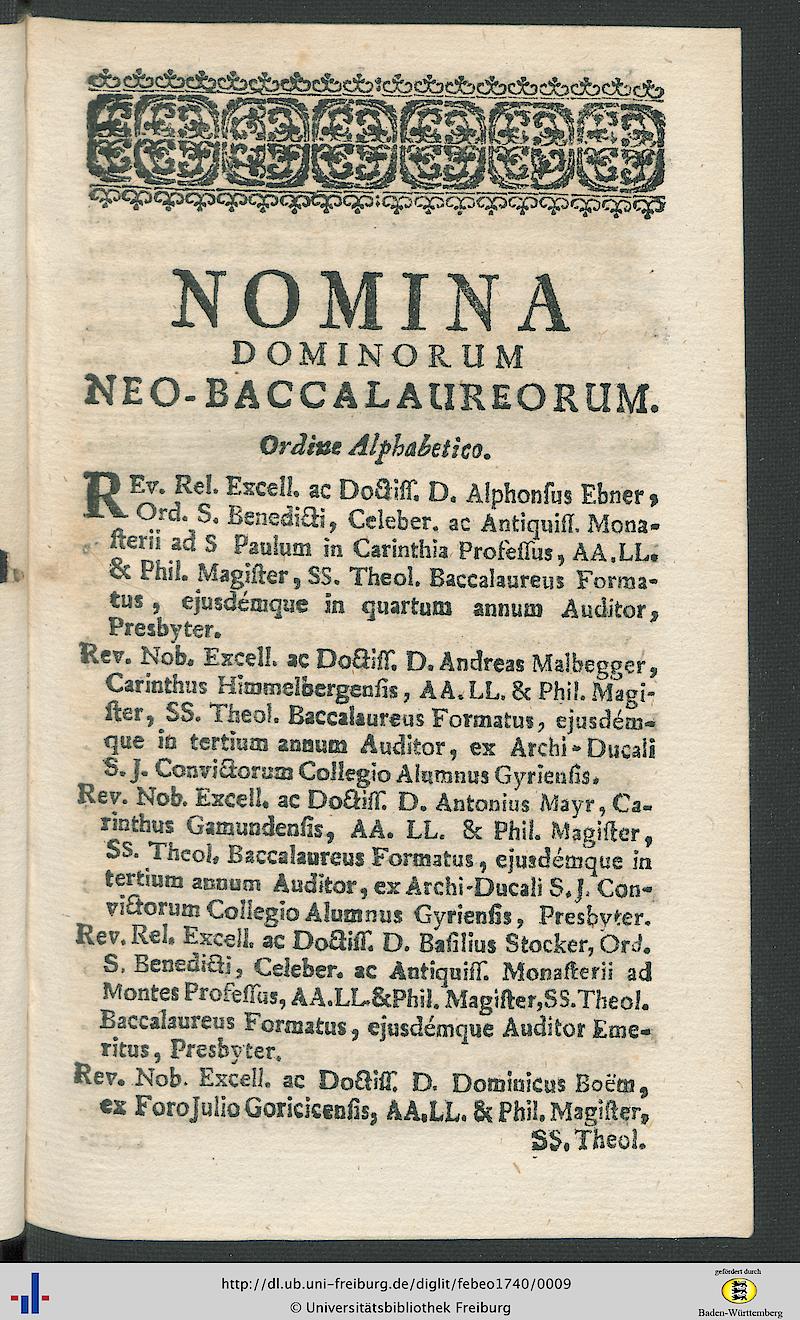 NOMINA
DOMINORUM
NEO-BACCALAUREORUM.
Ordine Alphabetico.
REv. Rel. Excell. ac Doctiſſ. D. Alphonſus Ebner,
Ord. S. Benedicti, Celeber. ac Antiquiſſ. Mona-
ſterii ad S Paulum in Carinthia Profeſſus, AA.LL.
& Phil. Magiſter, SS. Theol. Baccalaureus Forma-
tus, ejusdémque in quartum annum Auditor,
Presbyter.
Rev. Nob. Excell. ac Doctiſſ. D. Andreas Malbegger,
Carinthus Himmelbergenſis, AA.LL. & Phil. Magi-
ſter, SS. Theol. Baccalaureus Formatus, ejusdém-
que in tertium annum Auditor, ex Archi-Ducali
S.J. Convictorum Collegio Alumnus Gyrienſis.
Rev. Nob. Excell. ac Doctiſſ. D. Antonius Mayr, Ca-
rinthus Gamundenſis, AA. LL. & Phil. Magiſter,
SS. Theol. Baccalaureus Formatus, ejusdémque in
tertium annum Auditor, ex Archi-Ducali S.J. Con-
victorum Collegio Alumnus Gyrienſis, Presbyter.
Rev. Rel. Excell. ac Doctiſſ. D. Baſilius Stocker, Ord.
S. Benedicti, Celeber. ac Antiquiſſ. Monaſterii ad
Montes Profeſſus, AA.LL.&Phil. Magiſter,SS.Theol.
Baccalaureus Formatus, ejusdémque Auditor Eme-
ritus, Presbyter.
Rev. Nob. Excell. ac Doctiſſ. D. Dominicus Boëm,
ex ForoJulio Goricicenſis, AA.LL. & Phil. Magiſter,
SS. Theol.
http://dl.ub.uni-freiburg.de/diglit/febeo1740/0009
© Universitätsbibliothek Freiburg
gefördert durch
Baden-Württemberg